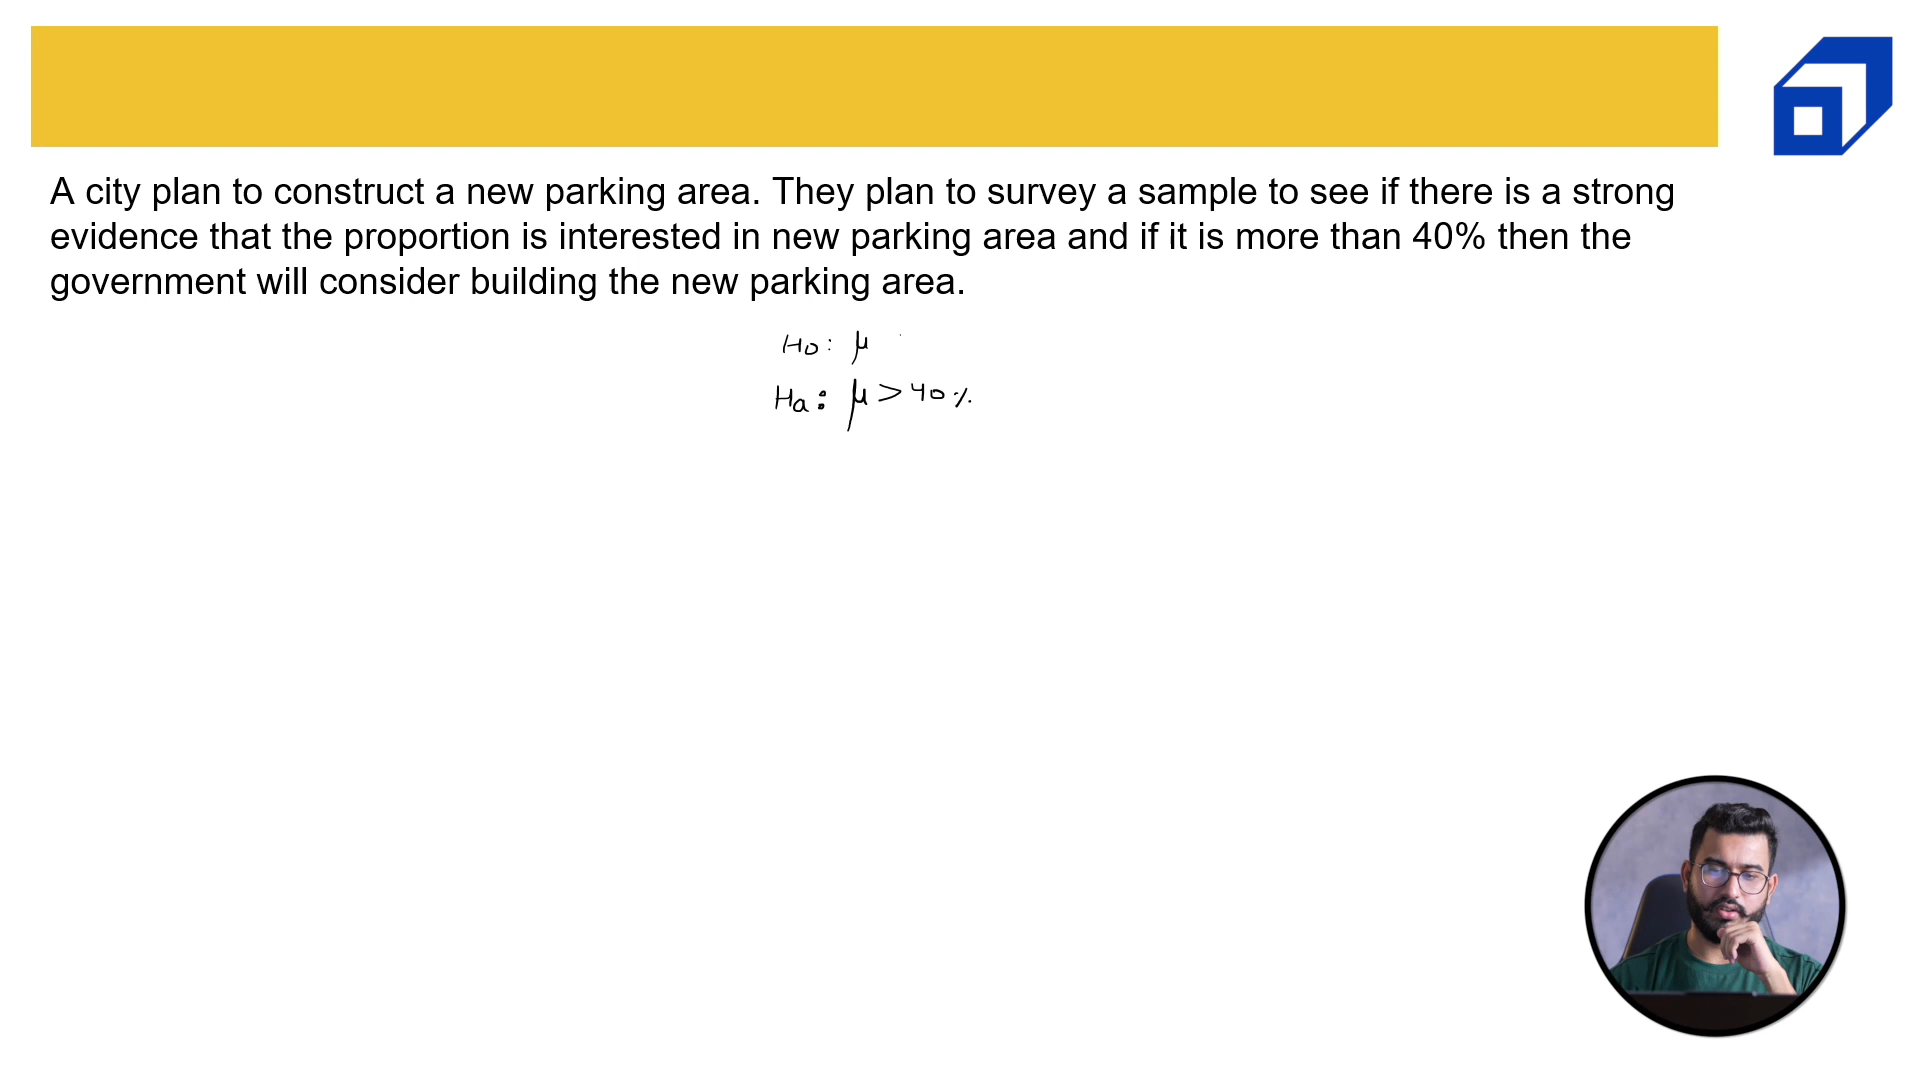 A city plan to construct a new parking area. They plan to survey a sample to see if there is a strong
evidence that the proportion is interested in new parking area and if it is more than 40% then the
government will consider building the new parking area.
H0: μ
Ha: μ > 40%